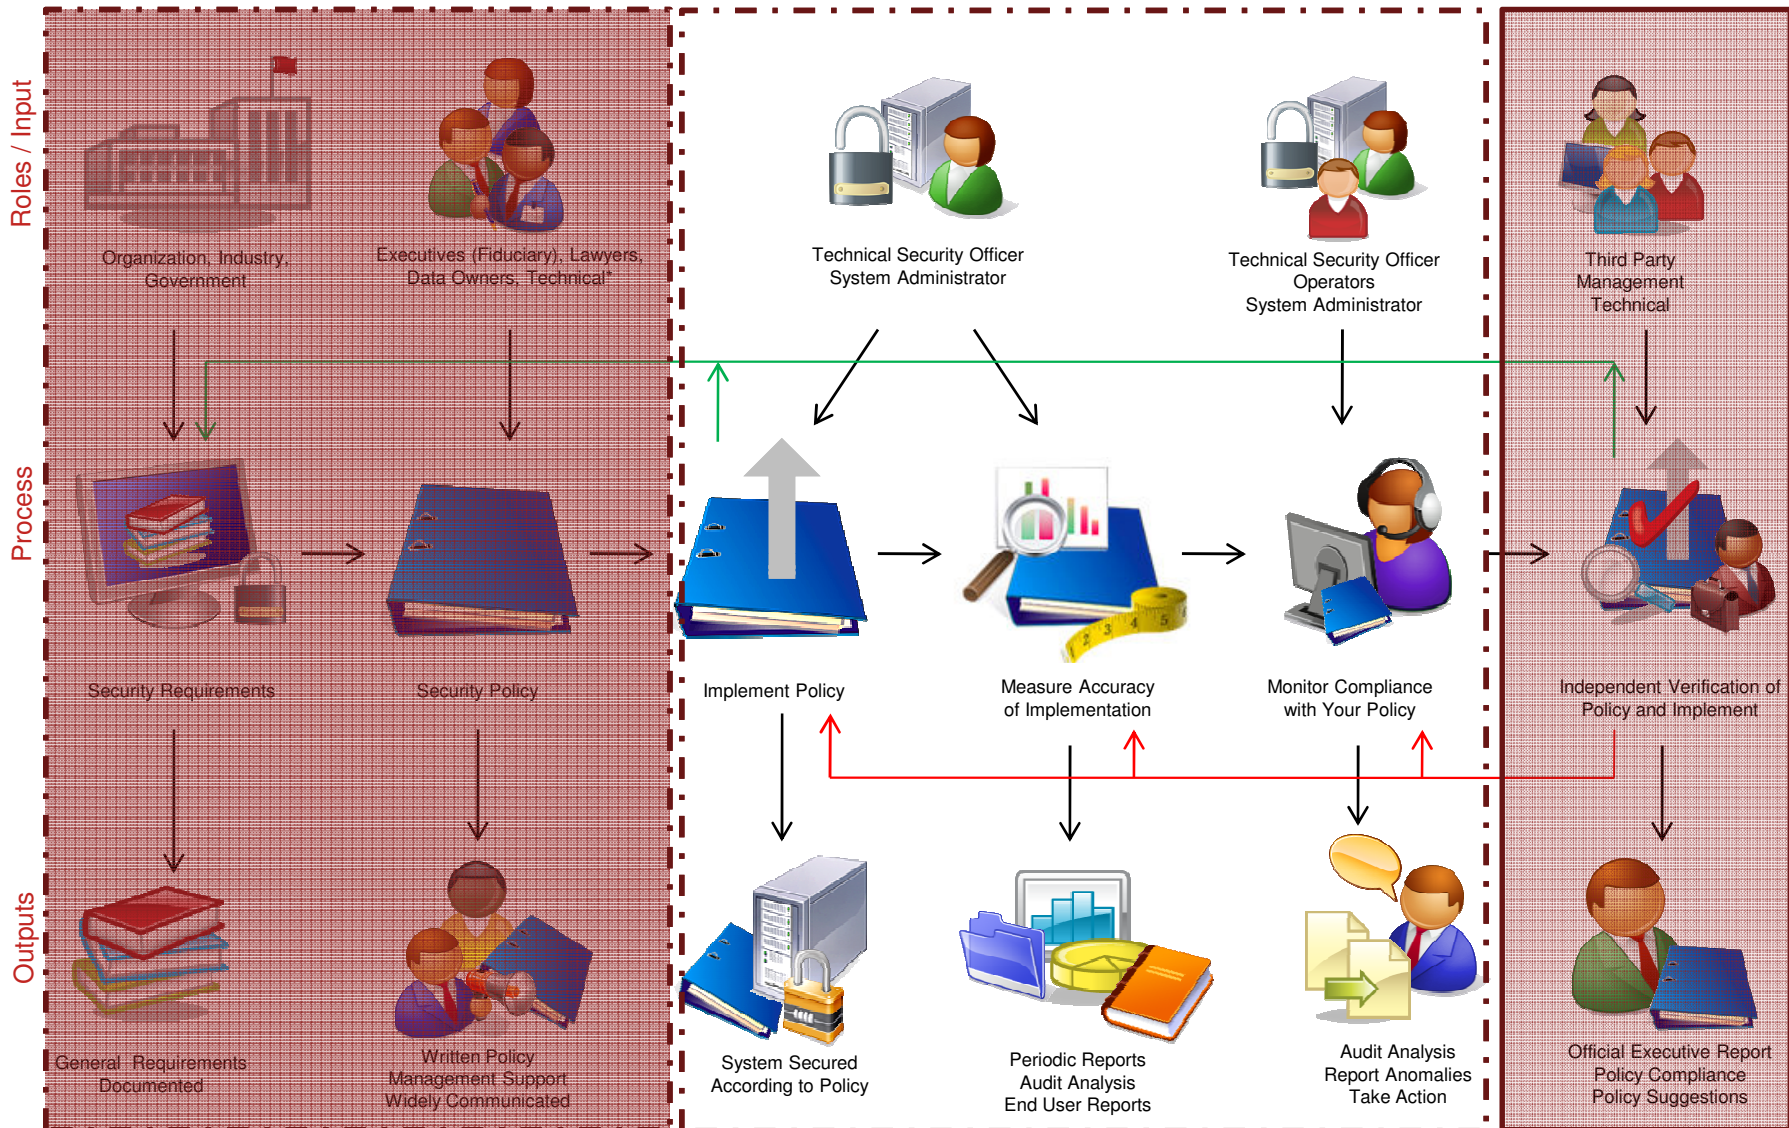 Roles / Input
Organization, Industry,
Government
Executives (Fiduciary), Lawyers,
Data Owners, Technical*
Technical Security Officer
System Administrator
Technical Security Officer
Operators
System Administrator
Third Party
Management
Technical
Process
Security Requirements
Security Policy
Implement Policy
Measure Accuracy
of Implementation
Monitor Compliance
with Your Policy
Independent Verification of
Policy and Implement
Outputs
General Requirements
Documented
Written Policy
Management Support
Widely Communicated
System Secured
According to Policy
Periodic Reports
Audit Analysis
End User Reports
Audit Analysis
Report Anomalies
Take Action
Official Executive Report
Policy Compliance
Policy Suggestions